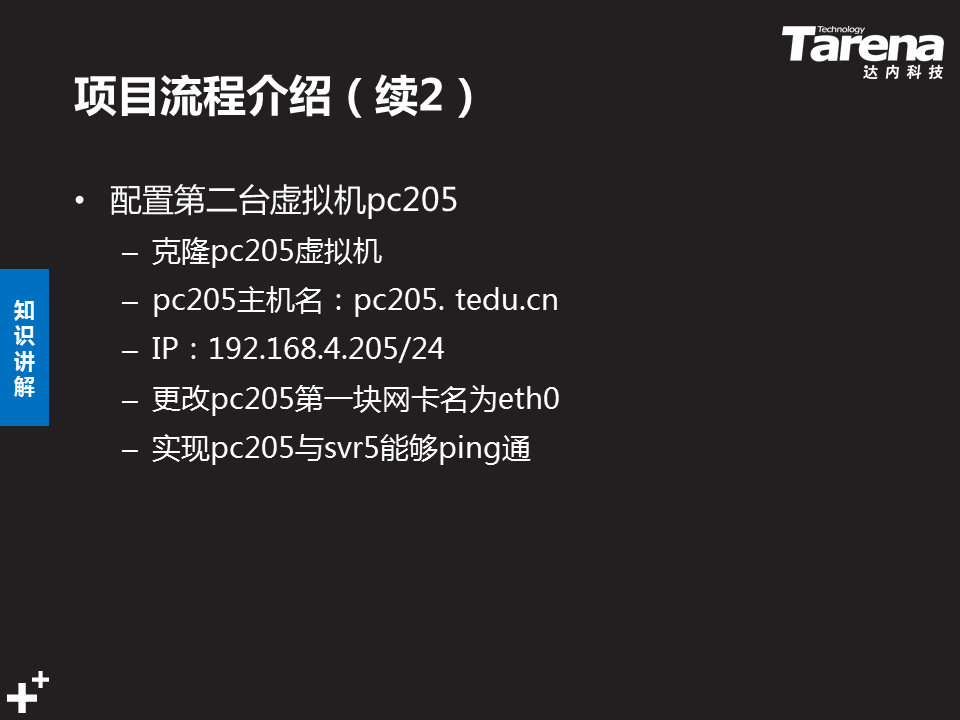 Technology
Tarena
达内科技
项目流程介绍（续2）
• 配置第二台虚拟机pc205
– 克隆pc205虚拟机
– pc205主机名：pc205. tedu.cn
– IP：192.168.4.205/24
– 更改pc205第一块网卡名为eth0
– 实现pc205与svr5能够ping通
知识讲解